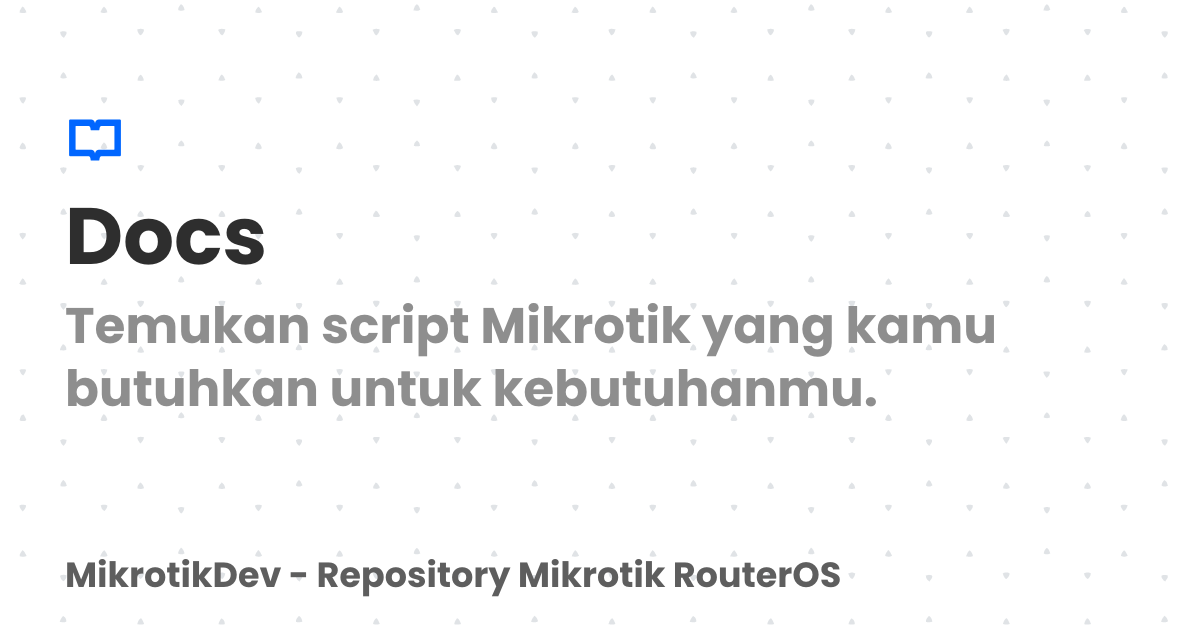 Docs
Temukan script Mikrotik yang kamu
butuhkan untuk kebutuhanmu.
MikrotikDev - Repository Mikrotik RouterOS